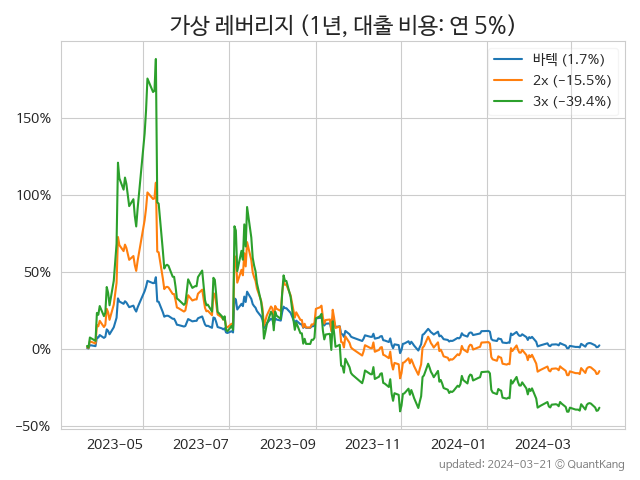 가상 레버리지 (1년, 대출 비용: 연 5%)
바텍 (1.7%)
2x (−15.5%)
3x (−39.4%)
150%
100%
50%
0%
−50%
2023-05 2023-07 2023-09 2023-11 2024-01 2024-03
updated: 2024-03-21 © QuantKang